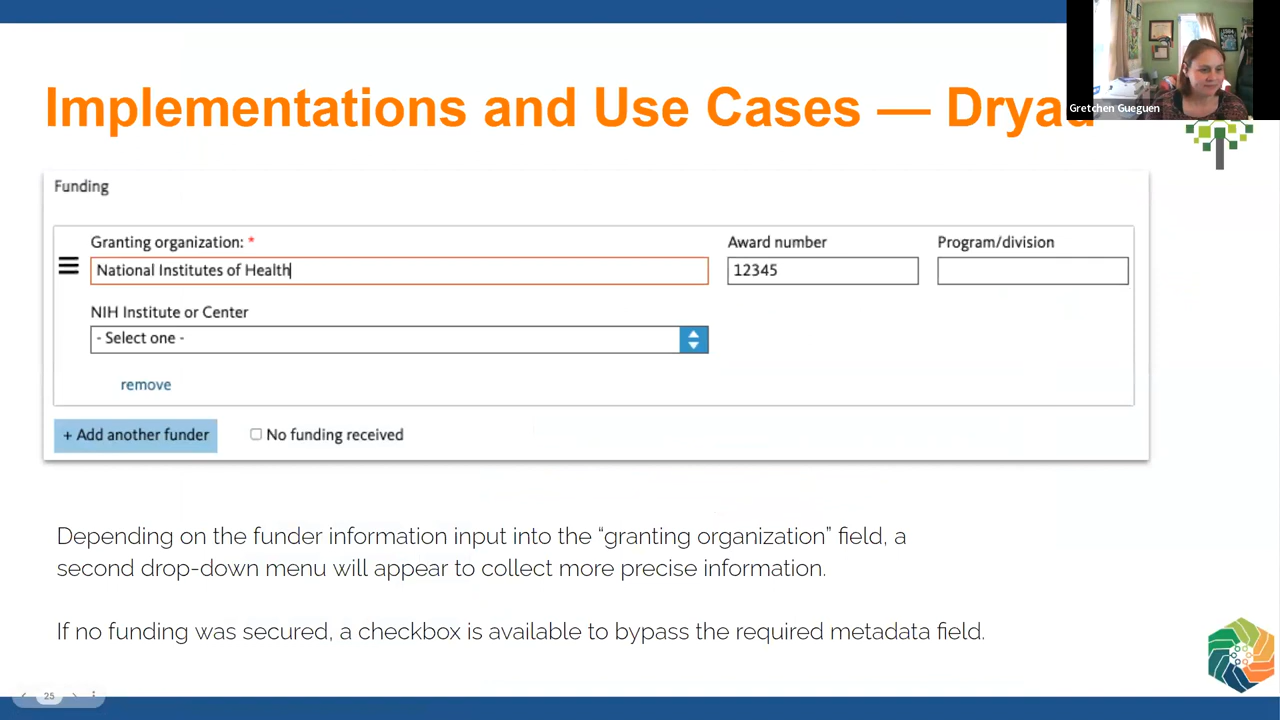 Implementations and Use Cases — Dryad
Gretchen Gueguen
Funding
Granting organization: * Award number Program/division
National Institutes of Health 12345
NIH Institute or Center
- Select one -
remove
+ Add another funder No funding received
Depending on the funder information input into the “granting organization” field, a
second drop-down menu will appear to collect more precise information.
If no funding was secured, a checkbox is available to bypass the required metadata field.
25